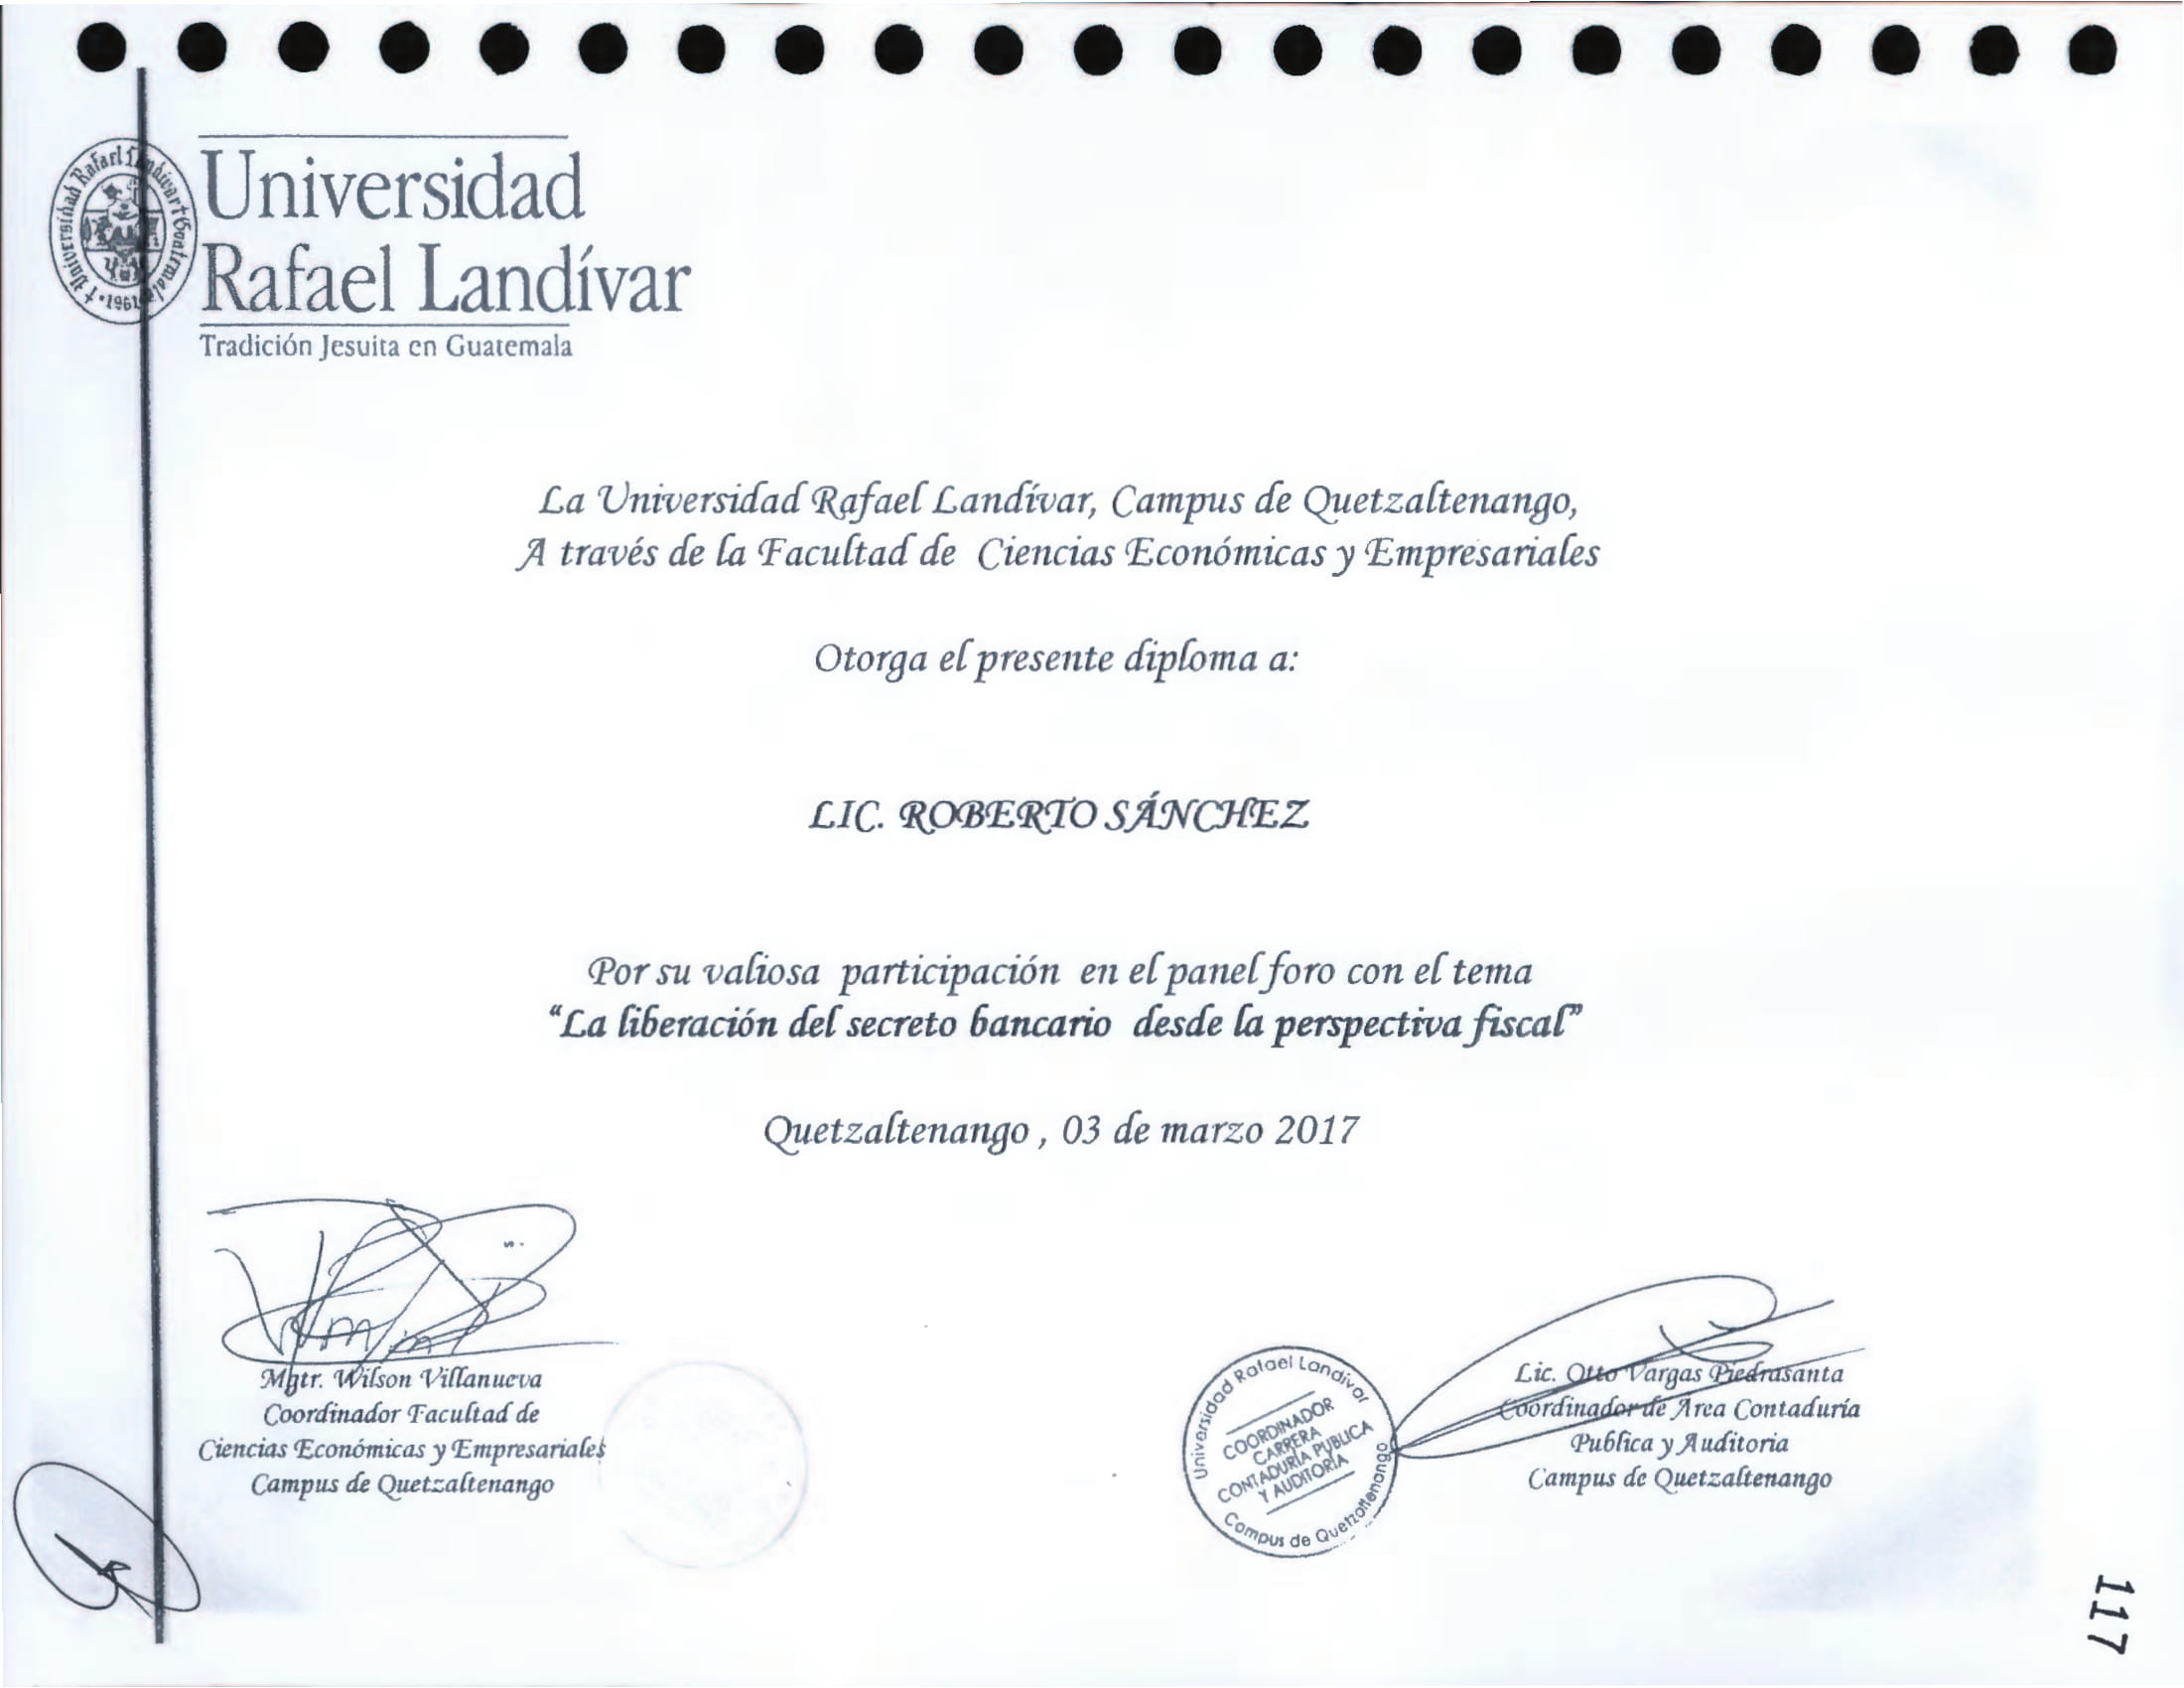 Universidad Rafael Landívar Guatemala
1961
Universidad
Rafael Landívar
Tradición Jesuita en Guatemala
La Universidad Rafael Landívar, Campus de Quetzaltenango,
A través de la Facultad de Ciencias Económicas y Empresariales
Otorga el presente diploma a:
LIC. ROBERTO SÁNCHEZ
Por su valiosa participación en el panel foro con el tema
“La liberación del secreto bancario desde la perspectiva fiscal”
Quetzaltenango , 03 de marzo 2017
Mgtr. Wilson Villanueva
Coordinador Facultad de
Ciencias Económicas y Empresariales
Campus de Quetzaltenango
Universidad Rafael Landívar
COORDINADOR
CARRERA
CONTADURÍA PUBLICA
Y AUDITORÍA
Campus de Quetzaltenango
Lic. Otto Vargas Piedrasanta
Coordinador de Area Contaduría
Publica y Auditoria
Campus de Quetzaltenango
117